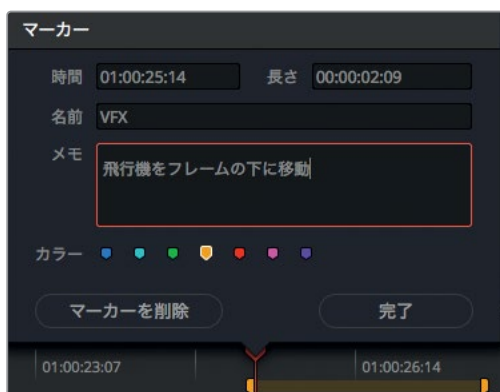 マーカー
時間 01:00:25:14 長さ 00:00:02:09
名前 VFX
メモ 飛行機をフレームの下に移動
カラー
マーカーを削除 完了
01:00:23:07 01:00:26:14